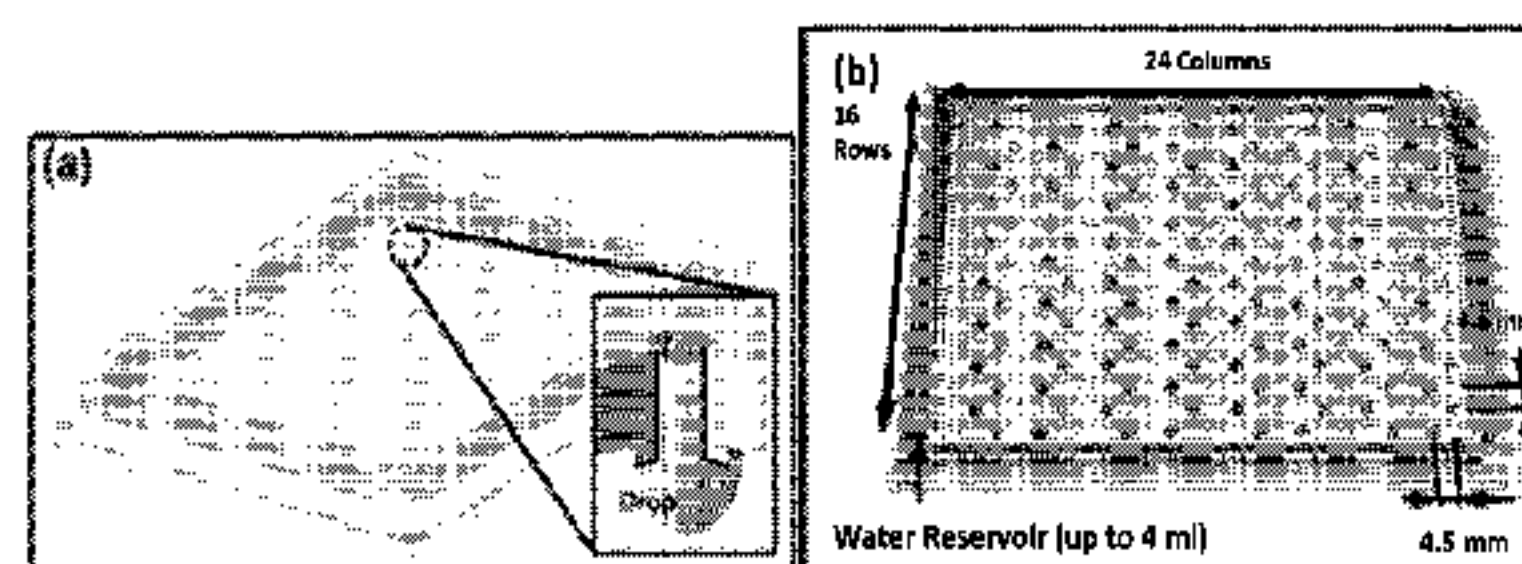 (a)
Drop
(b)
24 Columns
16
Rows
Water Reservoir (up to 4 ml)
4.5 mm